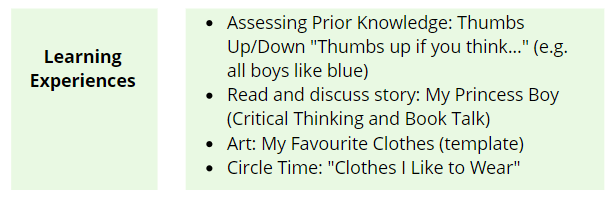 Learning
Experiences
• Assessing Prior Knowledge: Thumbs
Up/Down "Thumbs up if you think..." (e.g.
all boys like blue)
• Read and discuss story: My Princess Boy
(Critical Thinking and Book Talk)
• Art: My Favourite Clothes (template)
• Circle Time: "Clothes I Like to Wear"